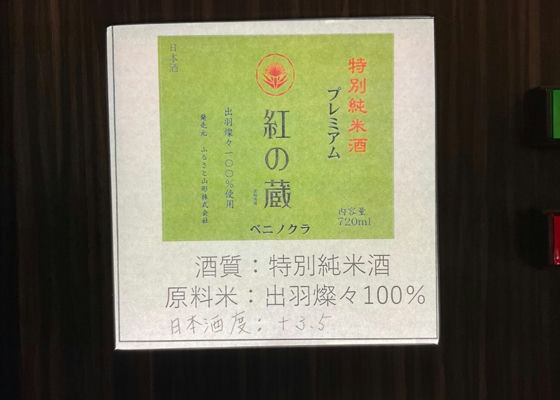 日本酒
特別純米酒
プレミアム
紅の蔵
出羽燦々一〇〇%使用
発売元 ふるさと山形株式会社
内容量
720ml
ベニノクラ
酒質：特別純米酒
原料米：出羽燦々100%
日本酒度：+3.5